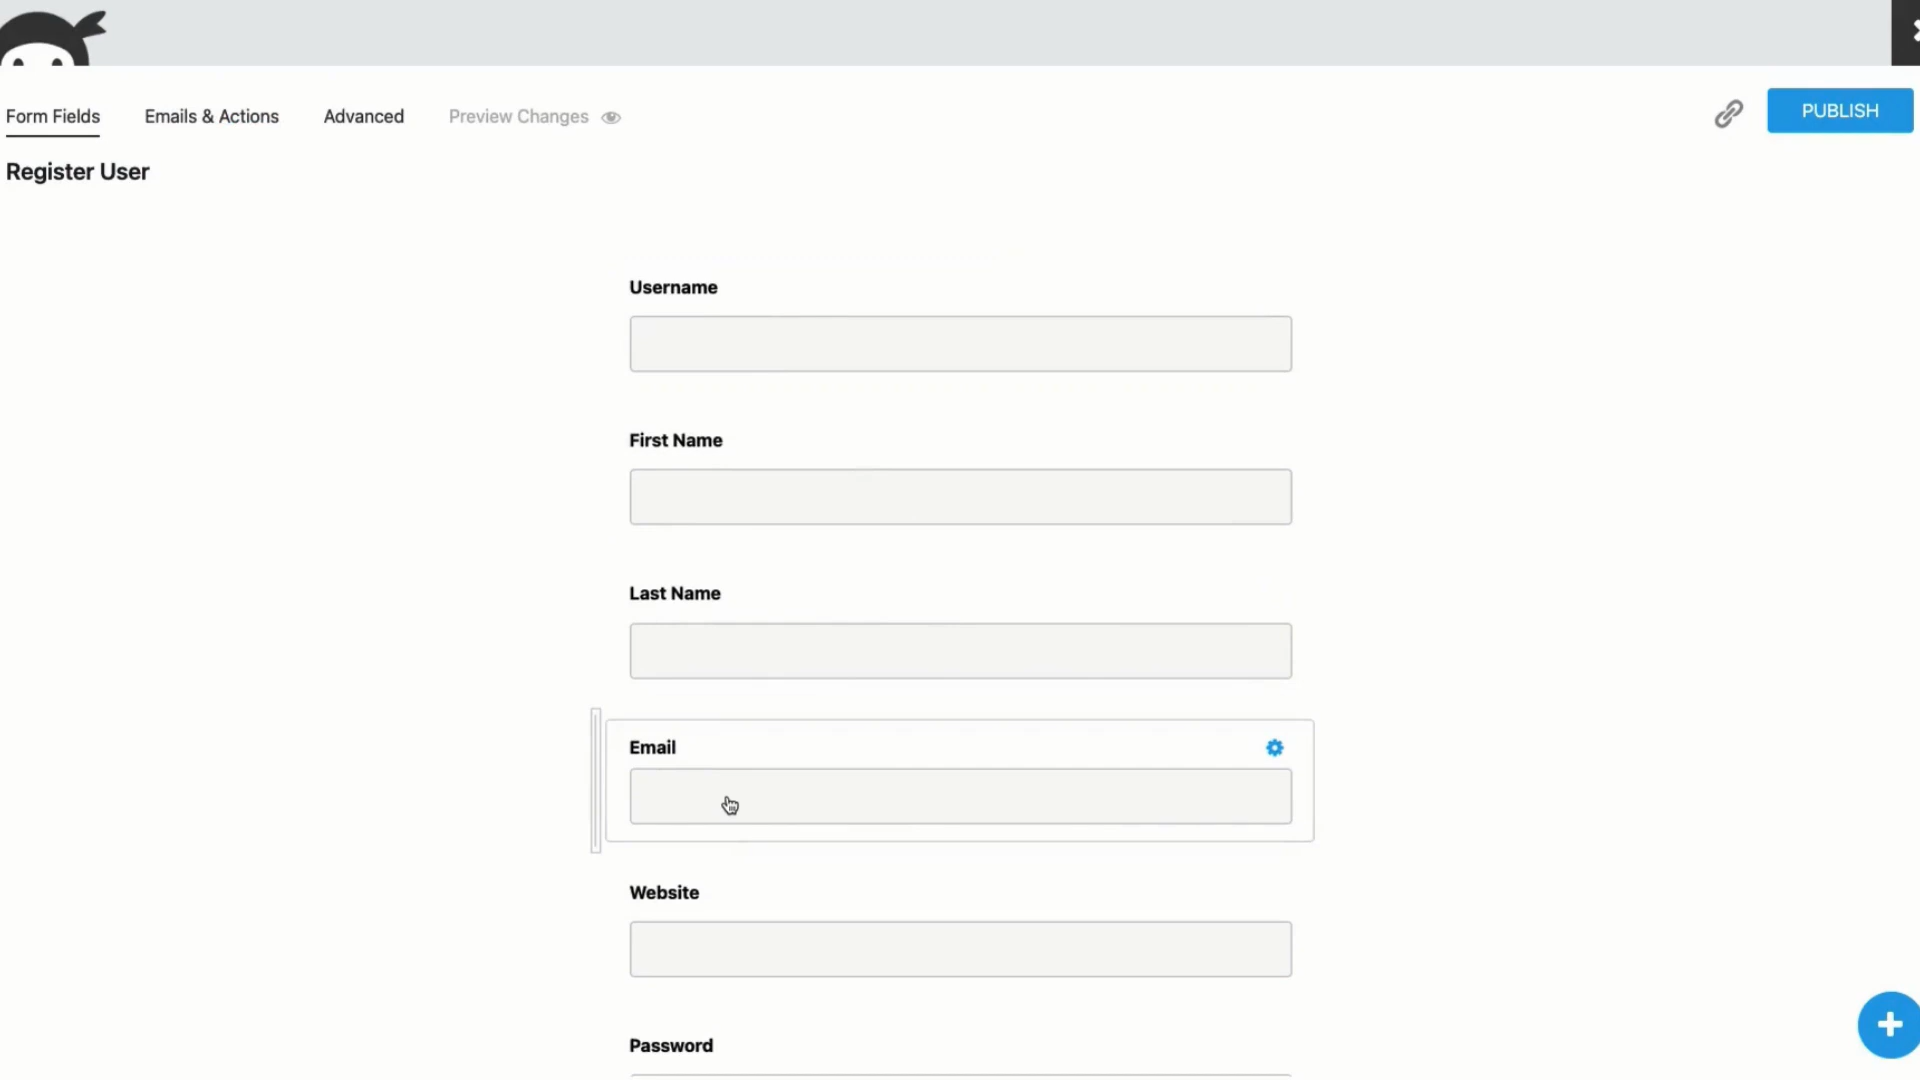 Form Fields Emails & Actions Advanced Preview Changes PUBLISH
Register User
Username
First Name
Last Name
Email
Website
Password